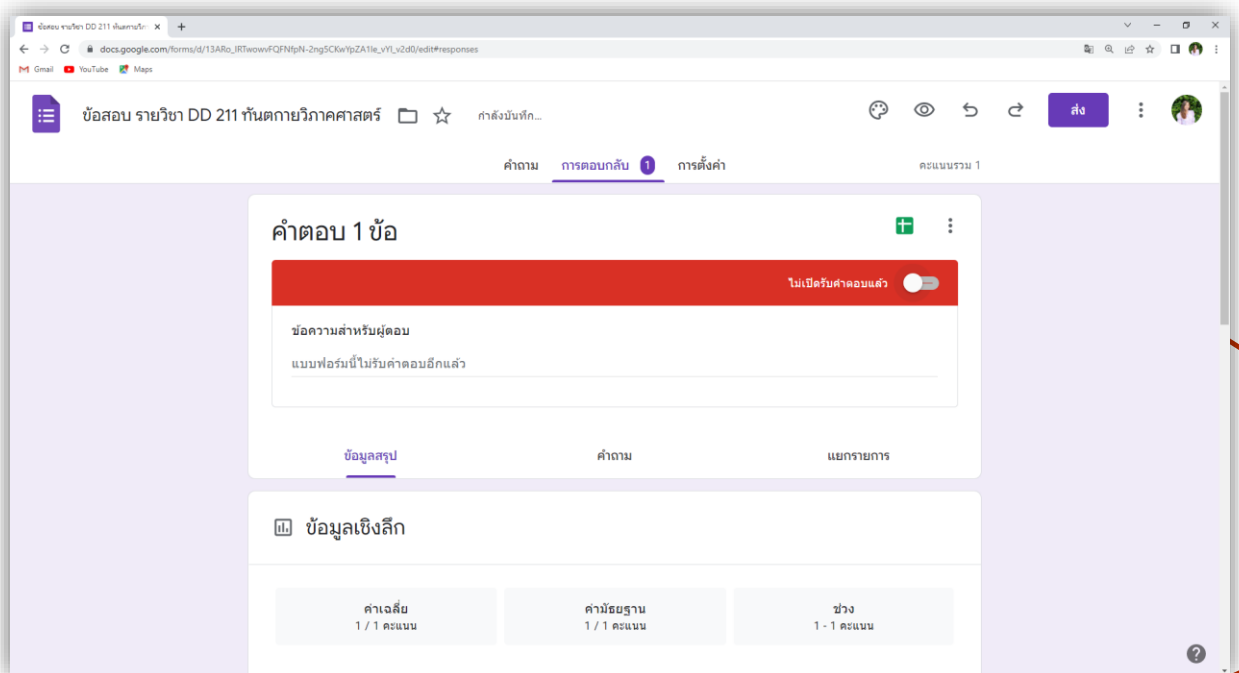 ข้อสอบ รายวิชา DD 211 ทันตกายวิภ
docs.google.com/forms/d/13ARo_IRTwowvFQFNfpN-2ng5CKwYpZA1le_vYl_v2d0/edit#responses
Gmail YouTube Maps
ข้อสอบ รายวิชา DD 211 ทันตกายวิภาคศาสตร์ กำลังบันทึก... ส่ง
คำถาม การตอบกลับ 1 การตั้งค่า คะแนนรวม 1
คำตอบ 1 ข้อ
ไม่เปิดรับคำตอบแล้ว
ข้อความสำหรับผู้ตอบ
แบบฟอร์มนี้ไม่รับคำตอบอีกแล้ว
ข้อมูลสรุป คำถาม แยกรายการ
ข้อมูลเชิงลึก
ค่าเฉลี่ย ค่ามัธยฐาน ช่วง
1 / 1 คะแนน 1 / 1 คะแนน 1 - 1 คะแนน